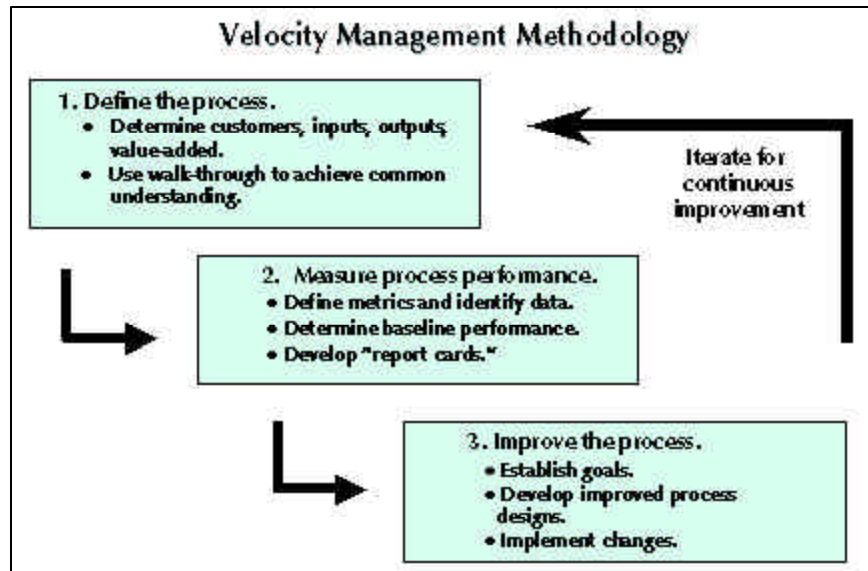 Velocity Management Methodology
1. Define the process.
• Determine customers, inputs, outputs,
value-added.
• Use walk-through to achieve common
understanding.
Iterate for
continuous
improvement
2. Measure process performance.
• Define metrics and identify data.
• Determine baseline performance.
• Develop "report cards."
3. Improve the process.
• Establish goals.
• Develop improved process
designs.
• Implement changes.